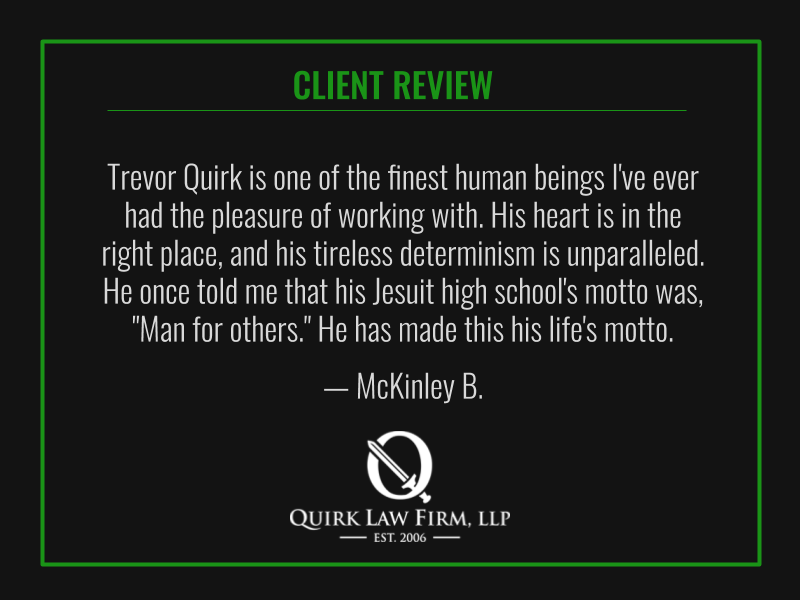 CLIENT REVIEW
Trevor Quirk is one of the finest human beings I've ever
had the pleasure of working with. His heart is in the
right place, and his tireless determinism is unparalleled.
He once told me that his Jesuit high school's motto was,
"Man for others." He has made this his life's motto.
— McKinley B.
Q
QUIRK LAW FIRM, LLP
EST. 2006